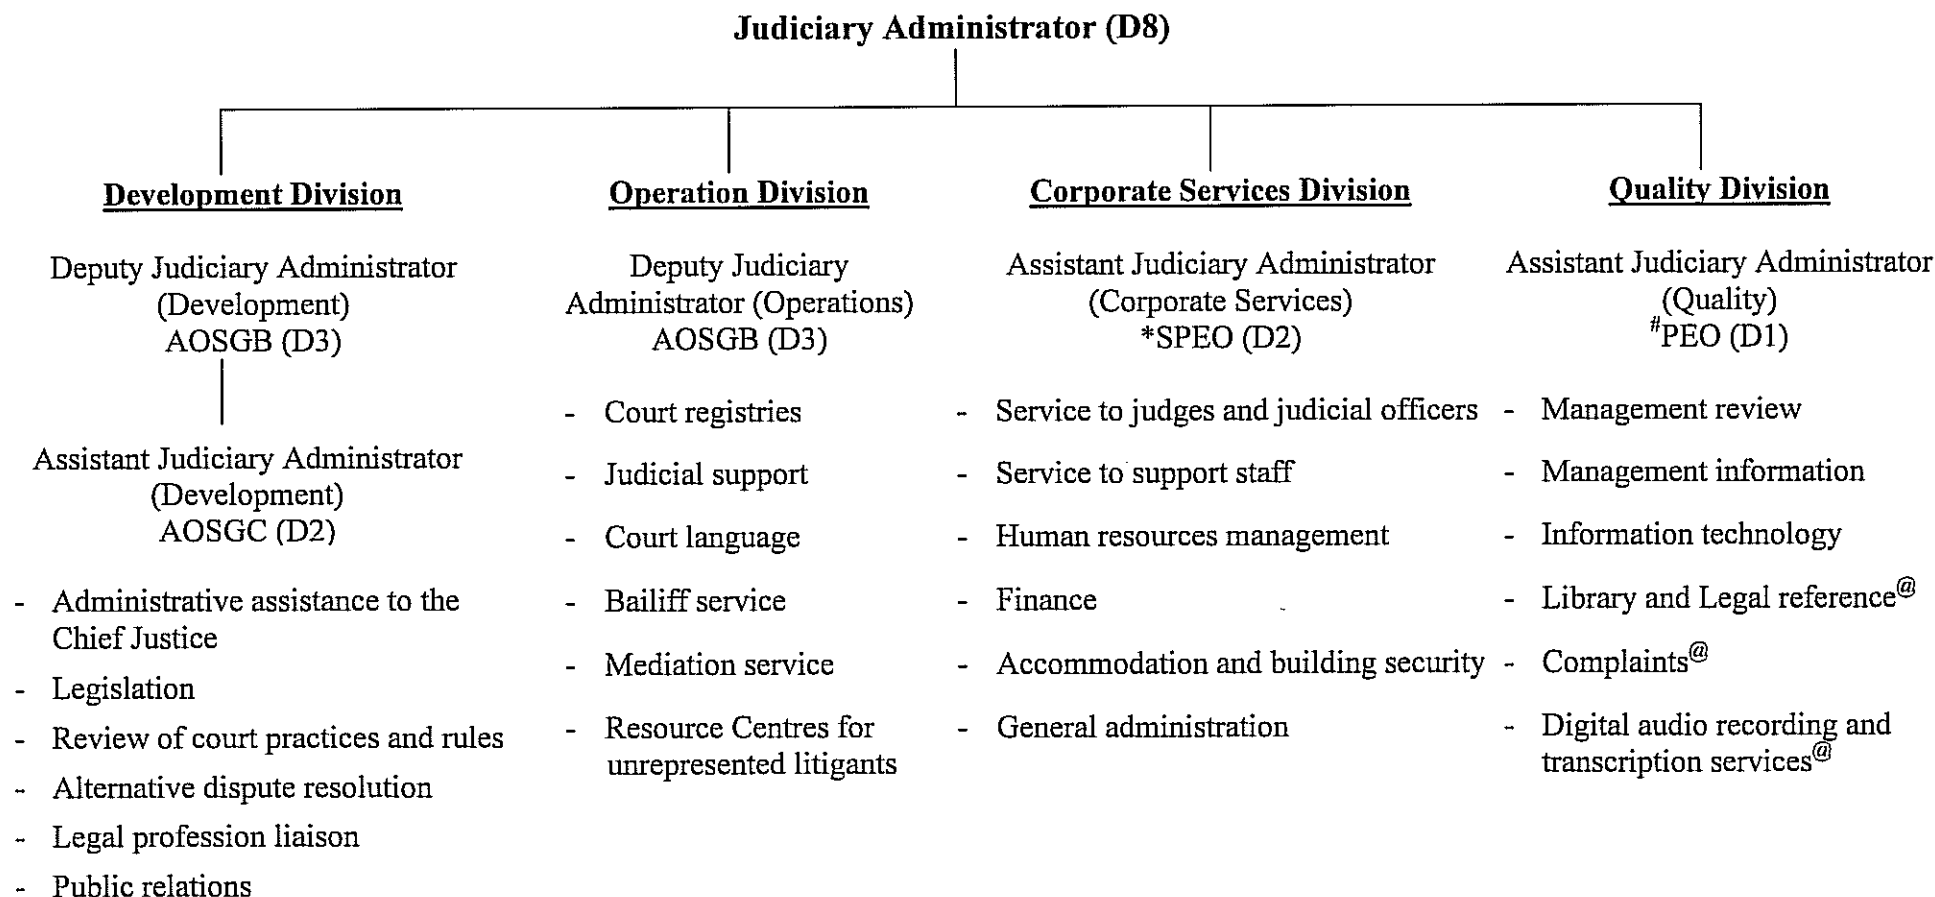 Judiciary Administrator (D8)
Development Division
Deputy Judiciary Administrator
(Development)
AOSGB (D3)
Assistant Judiciary Administrator
(Development)
AOSGC (D2)
- Administrative assistance to the
Chief Justice
- Legislation
- Review of court practices and rules
- Alternative dispute resolution
- Legal profession liaison
- Public relations
Operation Division
Deputy Judiciary
Administrator (Operations)
AOSGB (D3)
- Court registries
- Judicial support
- Court language
- Bailiff service
- Mediation service
- Resource Centres for
unrepresented litigants
Corporate Services Division
Assistant Judiciary Administrator
(Corporate Services)
*SPEO (D2)
- Service to judges and judicial officers
- Service to support staff
- Human resources management
- Finance
- Accommodation and building security
- General administration
Quality Division
Assistant Judiciary Administrator
(Quality)
#PEO (D1)
- Management review
- Management information
- Information technology
- Library and Legal reference@
- Complaints@
- Digital audio recording and
transcription services@